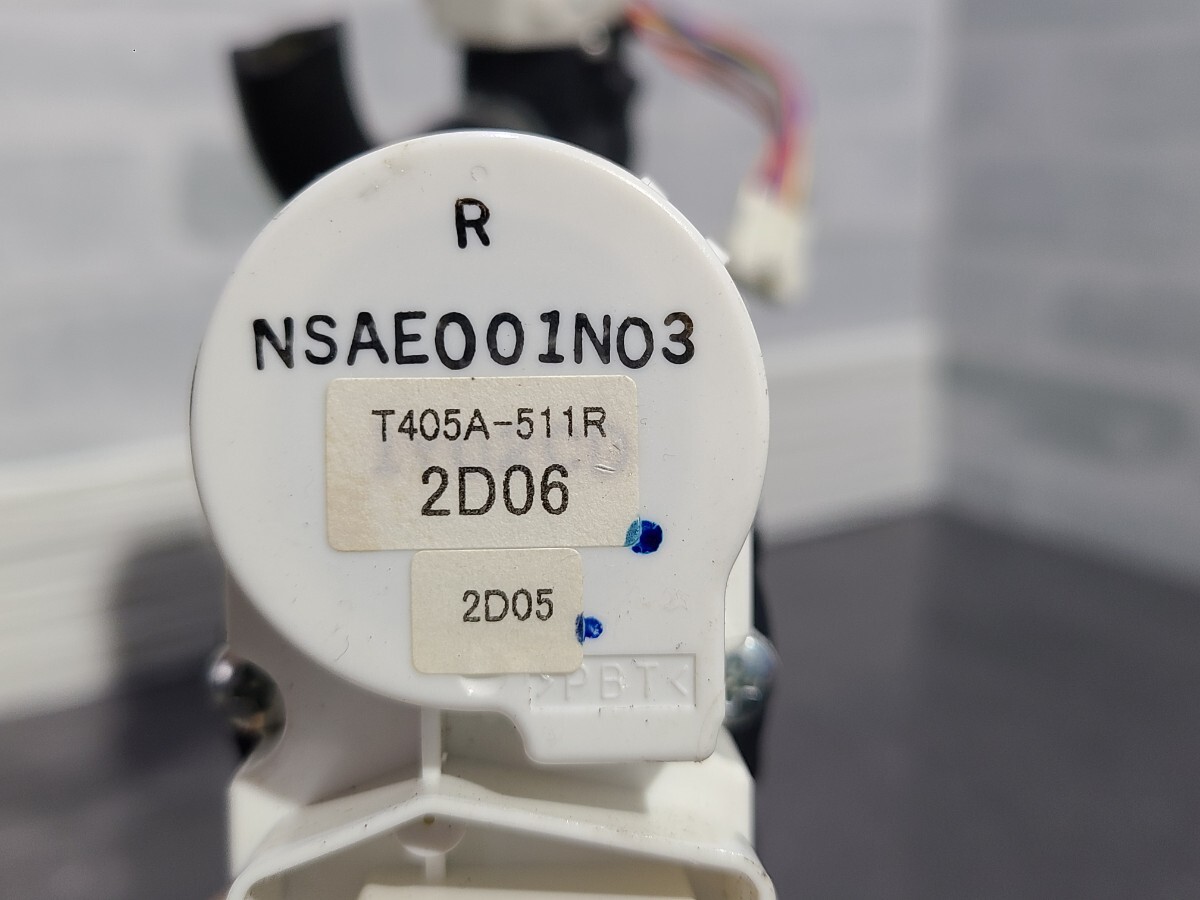 R
NSAE001N03
T405A-511R
2D06
2D05
>PBT<